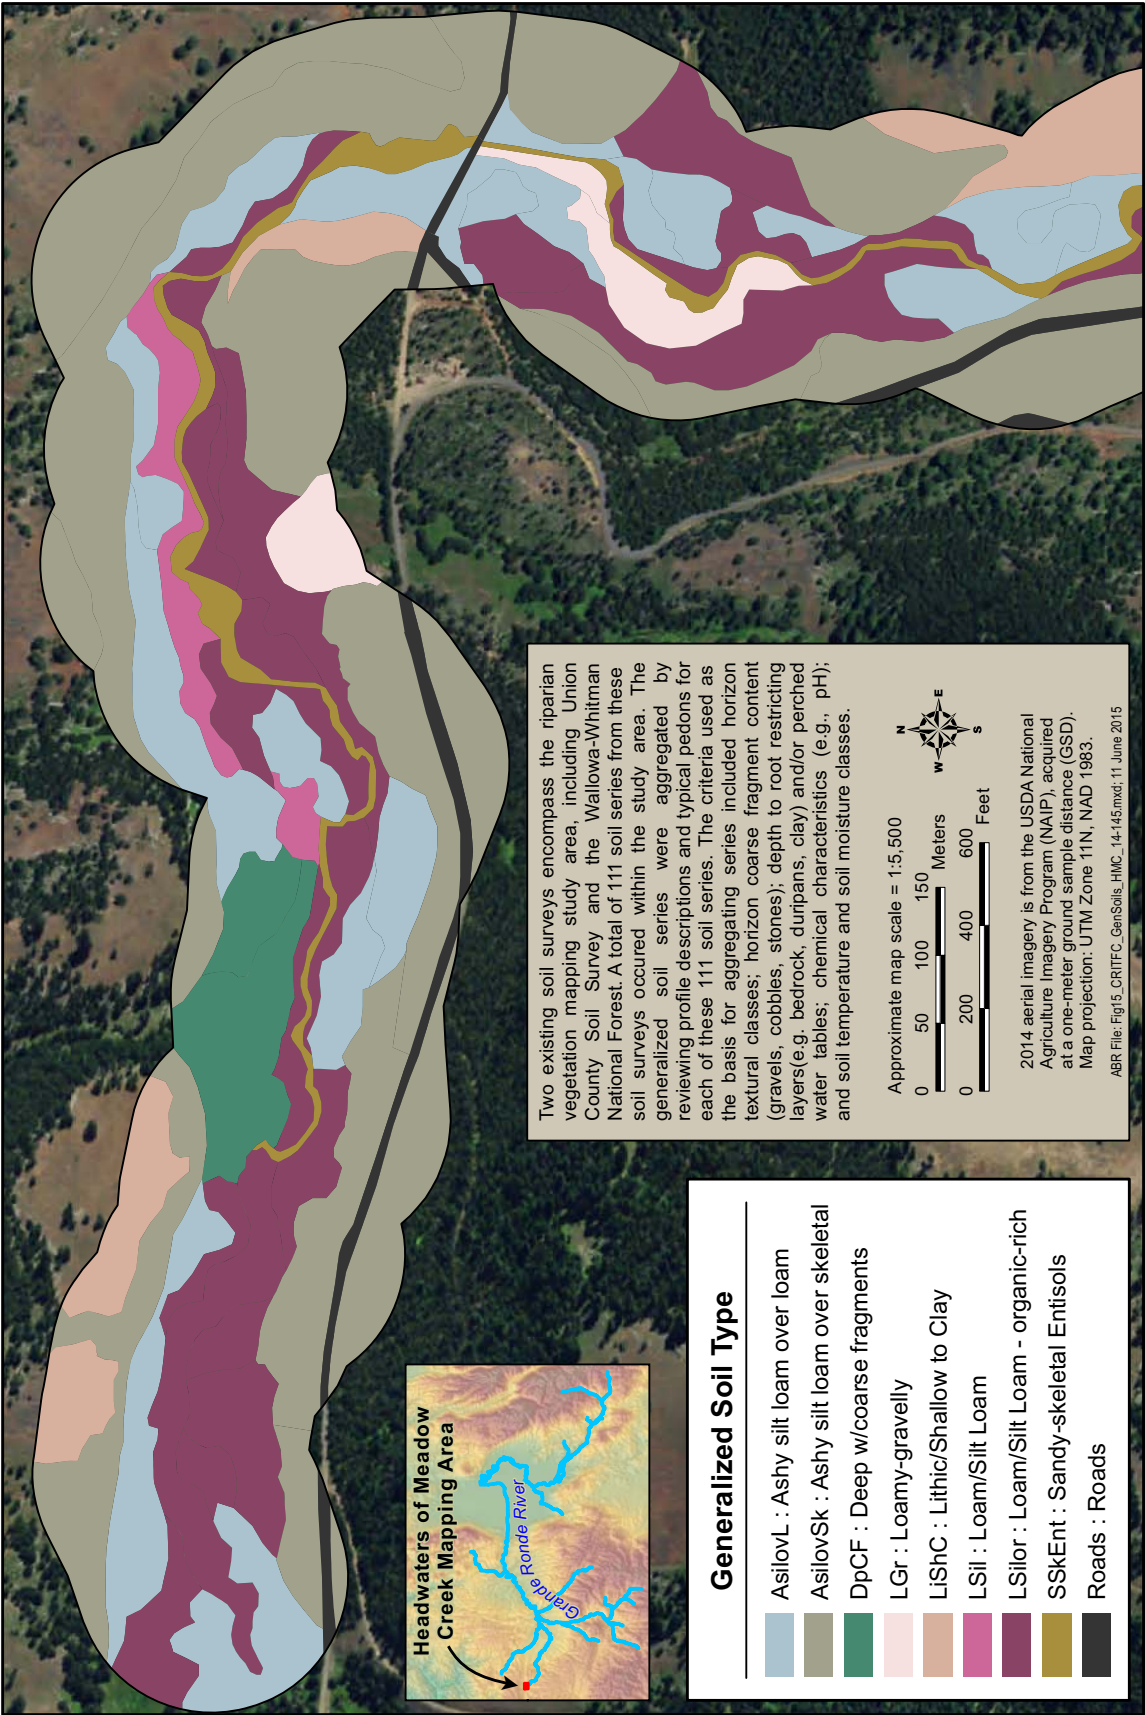 Two existing soil surveys encompass the riparian
vegetation mapping study area, including Union
County Soil Survey and the Wallowa-Whitman
National Forest. A total of 111 soil series from these
soil surveys occured within the study area. The
generalized soil series were aggregated by
reviewing profile descriptions and typical pedons for
each of these 111 soil series. The criteria used as
the basis for aggregating series included horizon
textural classes; horizon coarse fragment content
(gravels, cobbles, stones); depth to root restricting
layers(e.g. bedrock, duripans, clay) and/or perched
water tables; chemical characteristics (e.g., pH);
and soil temperature and soil moisture classes.
N
W
E
S
Approximate map scale = 1:5,500
0 50 100 150
Meters
0 200 400 600
Feet
2014 aerial imagery is from the USDA National
Agriculture Imagery Program (NAIP), acquired
at a one-meter ground sample distance (GSD).
Map projection: UTM Zone 11N, NAD 1983.
ABR File: Fig15_CRITFC_GenSoils_HMC_14-145.mxd; 11 June 2015
Headwaters of Meadow
Creek Mapping Area
Grande Ronde River
Generalized Soil Type
AsilovL : Ashy silt loam over loam
AsilovSk : Ashy silt loam over skeletal
DpCF : Deep w/coarse fragments
LGr : Loamy-gravelly
LiShC : Lithic/Shallow to Clay
LSil : Loam/Silt Loam
LSilor : Loam/Silt Loam - organic-rich
SSkEnt : Sandy-skeletal Entisols
Roads : Roads